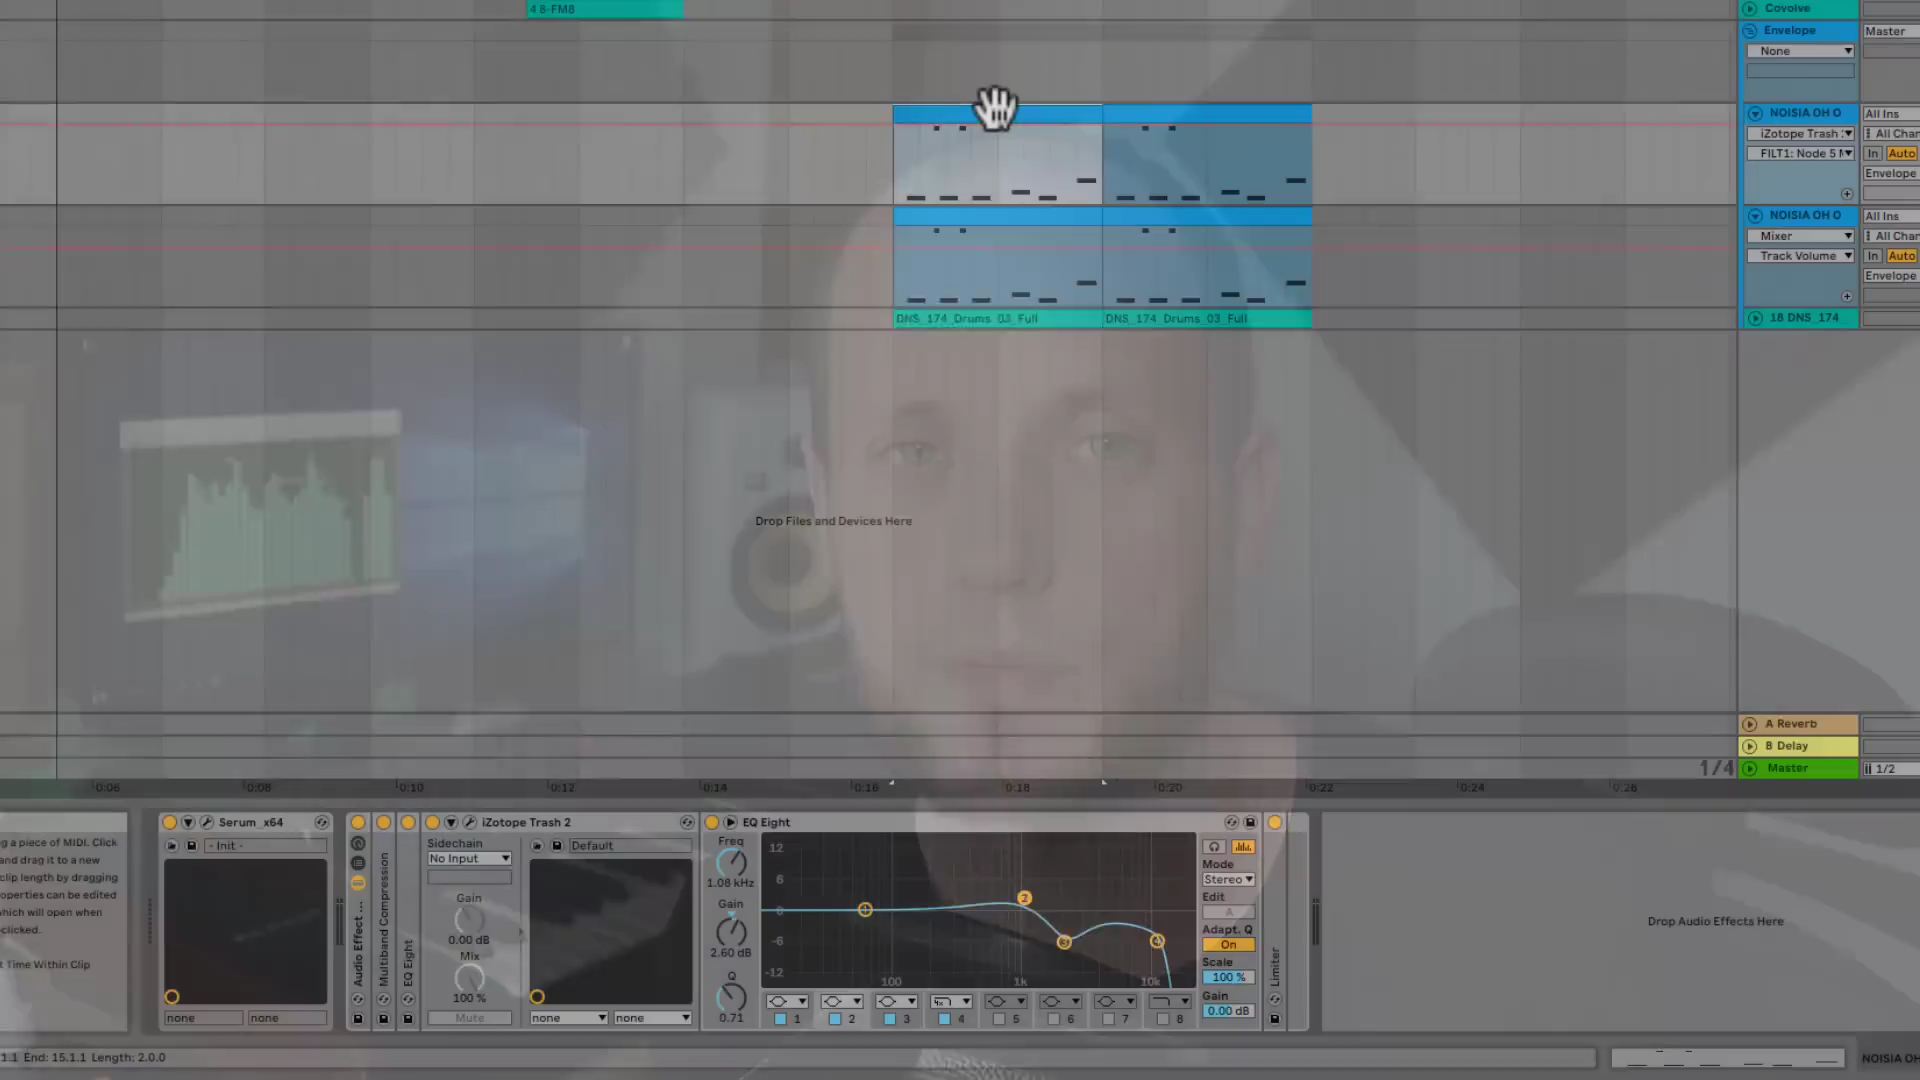 4 8-FM8
Covolve
Envelope
Master
None
NOISIA OH O
All Ins
iZotope Trash
All Chan
FILT1: Node 5
In
Auto
Envelope
NOISIA OH O
All Ins
Mixer
All Chan
Track Volume
In
Auto
Envelope
DNS_174_Drums_03_Full
DNS_174_Drums_03_Full
18 DNS_174
Drop Files and Devices Here
A Reverb
B Delay
1/4
Master
1/2
0:06
0:08
0:10
0:12
0:14
0:16
0:18
0:20
0:22
0:24
0:26
g a piece of MIDI. Click
and drag it to a new
clip length by dragging
operties can be edited
which will open when
-clicked.
t Time Within Clip
Serum_x64
- Init -
none
none
Audio Effect ...
Multiband Compression
EQ Eight
iZotope Trash 2
Sidechain
No Input
Gain
0.00 dB
Mix
100 %
Mute
Default
none
none
EQ Eight
Freq
1.08 kHz
Gain
2.60 dB
Q
0.71
12
6
0
-6
-12
100
1k
10k
1
2
3
4
1
2
3
4
5
6
7
8
Mode
Stereo
Edit
A
Adapt. Q
On
Scale
100 %
Gain
0.00 dB
Limiter
Drop Audio Effects Here
1.1 End: 15.1.1 Length: 2.0.0
NOISIA OH